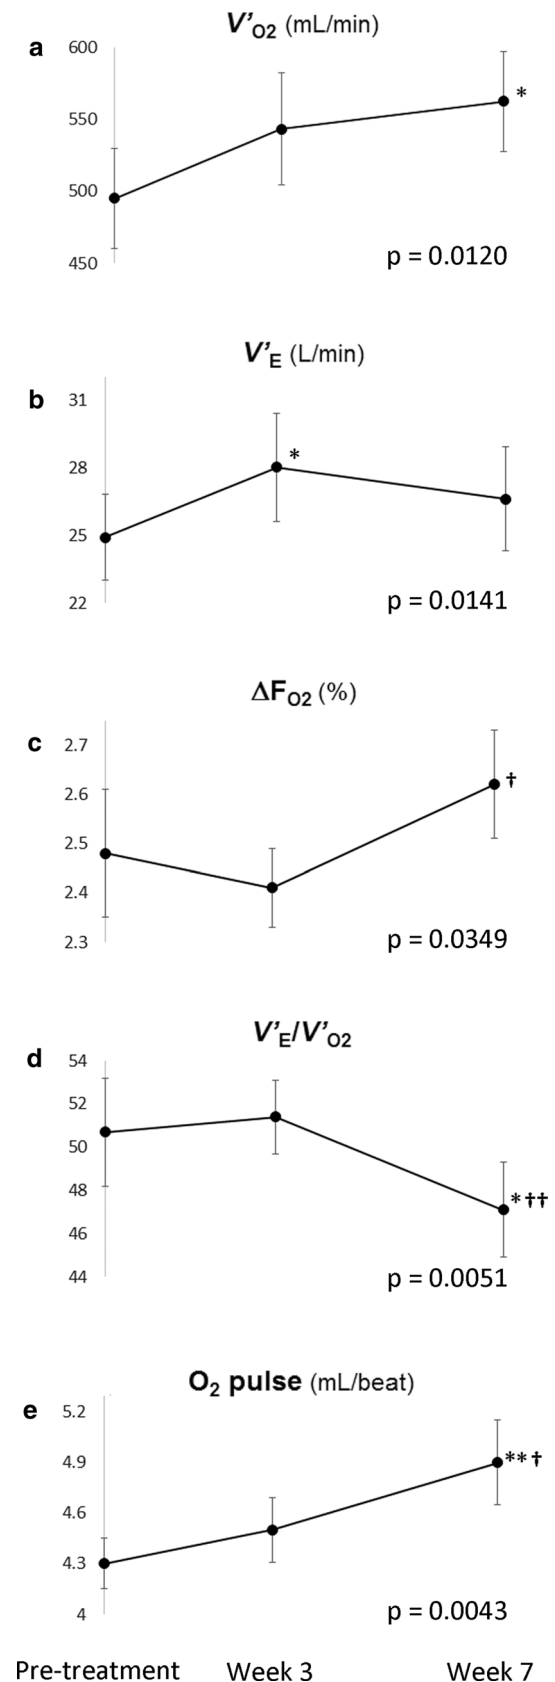 V’O2 (mL/min)
a
600
550
500
450
*
p = 0.0120
V’E (L/min)
b
31
28
25
22
*
p = 0.0141
ΔFO2 (%)
c
2.7
2.6
2.5
2.4
2.3
†
p = 0.0349
V’E/V’O2
d
54
52
50
48
46
44
*††
p = 0.0051
O2 pulse (mL/beat)
e
5.2
4.9
4.6
4.3
4
**†
p = 0.0043
Pre-treatment Week 3 Week 7